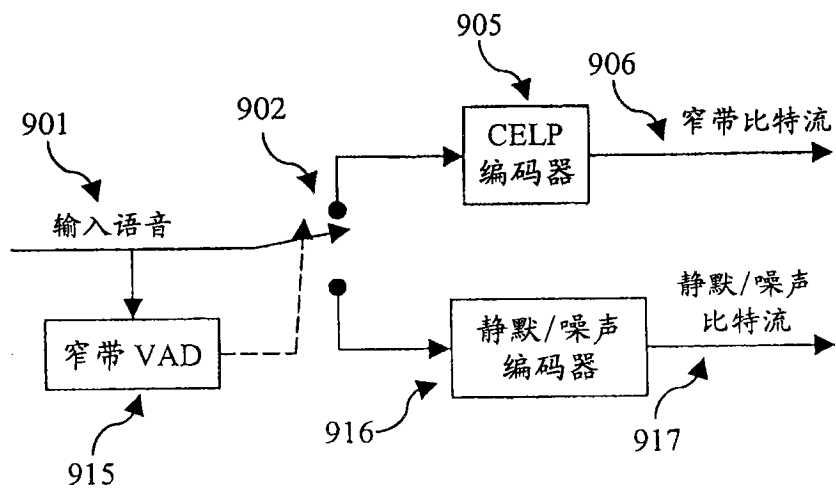 905
906
902
901
CELP
编码器
窄带比特流
输入语音
窄带 VAD
静默/噪声
编码器
静默/噪声
比特流
915
916
917